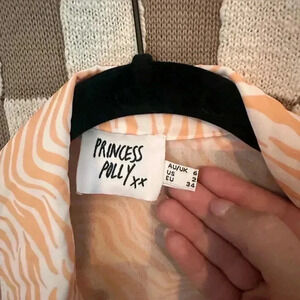 PRINCESS
POLLY xx
AU/UK 6
US 2
EU 34